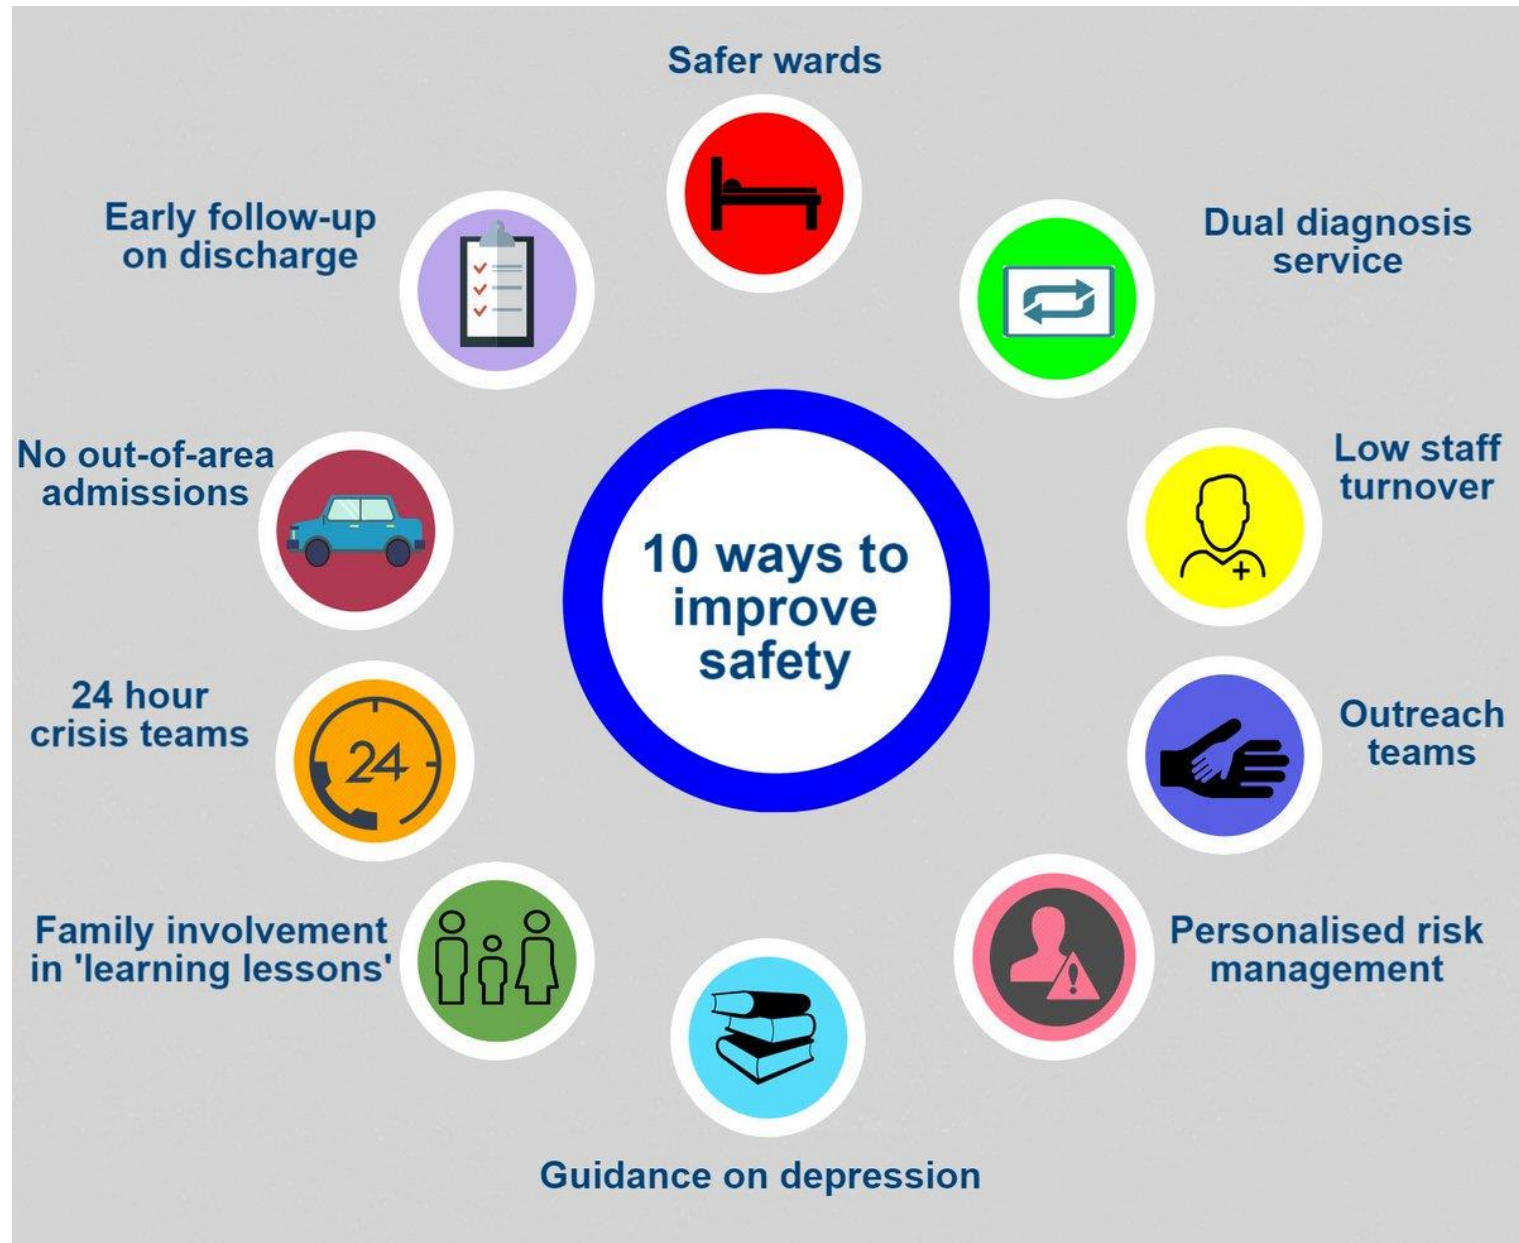 Safer wards
Early follow-up
on discharge
Dual diagnosis
service
No out-of-area
admissions
Low staff
turnover
10 ways to
improve
safety
24 hour
crisis teams
24
Outreach
teams
Family involvement
in 'learning lessons'
Personalised risk
management
Guidance on depression